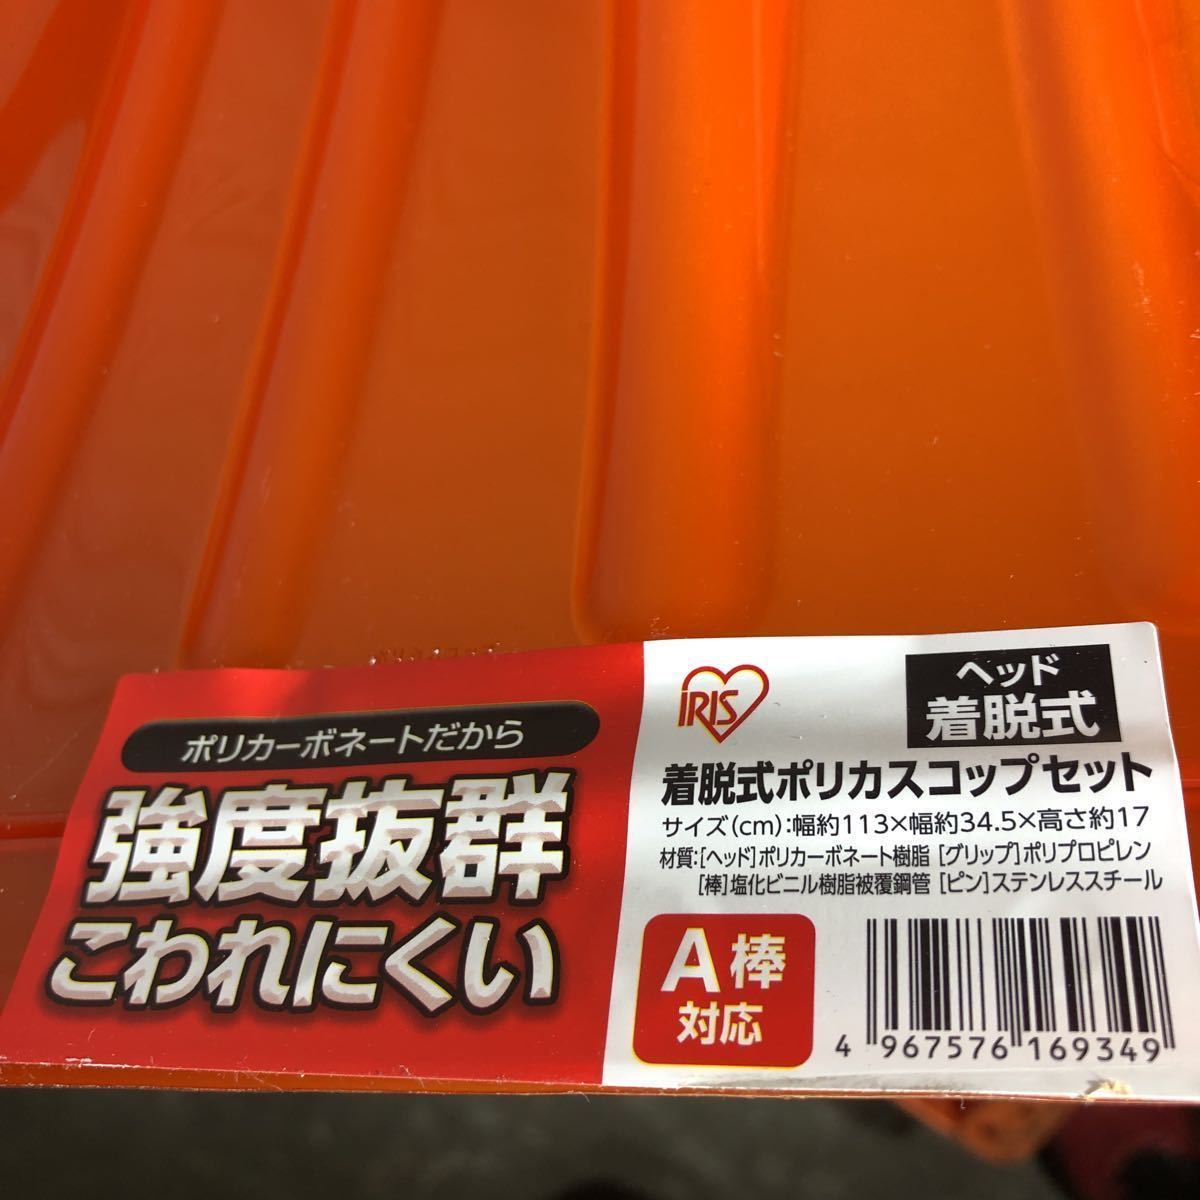 ポリカーボネートだから
強度抜群
こわれにくい
IRIS
ヘッド
着脱式
着脱式ポリカスコップセット
サイズ(cm):幅約113×幅約34.5×高さ約17
材質:[ヘッド]ポリカーボネート樹脂 [グリップ]ポリプロピレン
[棒]塩化ビニル樹脂被覆鋼管 [ピン]ステンレススチール
A棒
対応
4 967576 169349